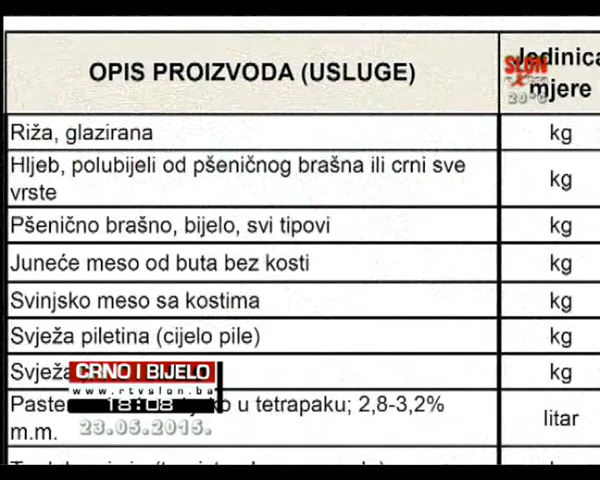 OPIS PROIZVODA (USLUGE)
Jedinica
mjere
SLON
20°C
Riža, glazirana kg
Hljeb, polubijeli od pšeničnog brašna ili crni sve
vrste kg
Pšenično brašno, bijelo, svi tipovi kg
Juneće meso od buta bez kosti kg
Svinjsko meso sa kostima kg
Svježa piletina (cijelo pile) kg
Svježa kg
CRNO I BIJELO
www.rtvslon.ba
18:08
u tetrapaku; 2,8-3,2%
m.m. litar
23.05.2015.